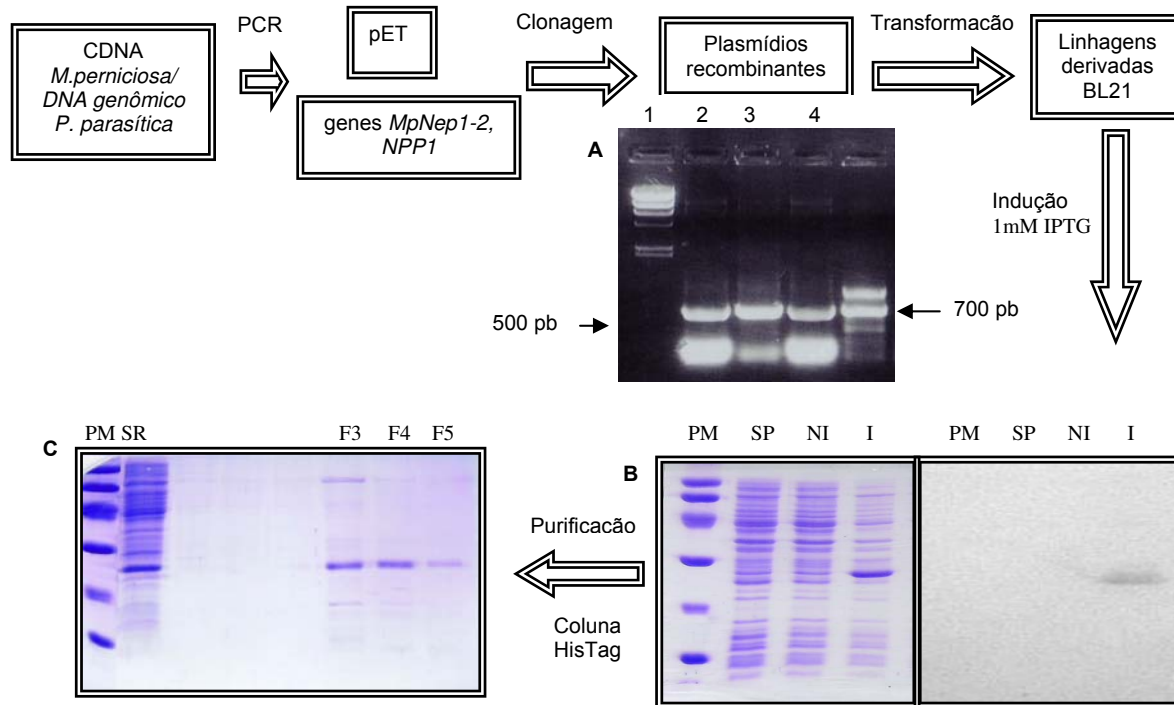 CDNA
M.perniciosa/
DNA genômico
P. parasítica
PCR
pET
genes MpNep1-2,
NPP1
Clonagem
Plasmídios
recombinantes
Transformacão
Linhagens
derivadas
BL21
Indução
1mM IPTG
A
1 2 3 4
500 pb
700 pb
C
PM SR F3 F4 F5
Purificacão
Coluna
HisTag
B
PM SP NI I
PM SP NI I